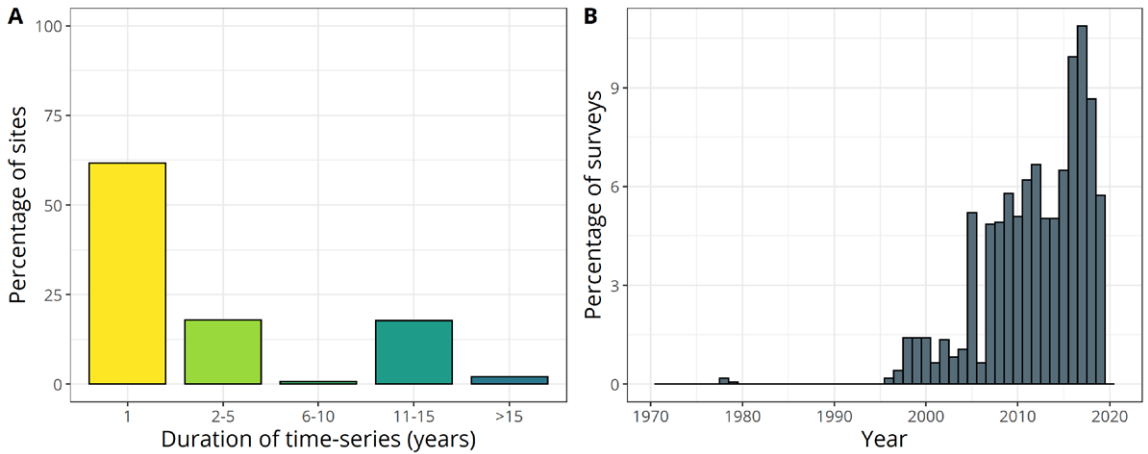 A
Percentage of sites
100
75
50
25
0
1 2-5 6-10 11-15 >15
Duration of time-series (years)
B
Percentage of surveys
9
6
3
0
1970 1980 1990 2000 2010 2020
Year